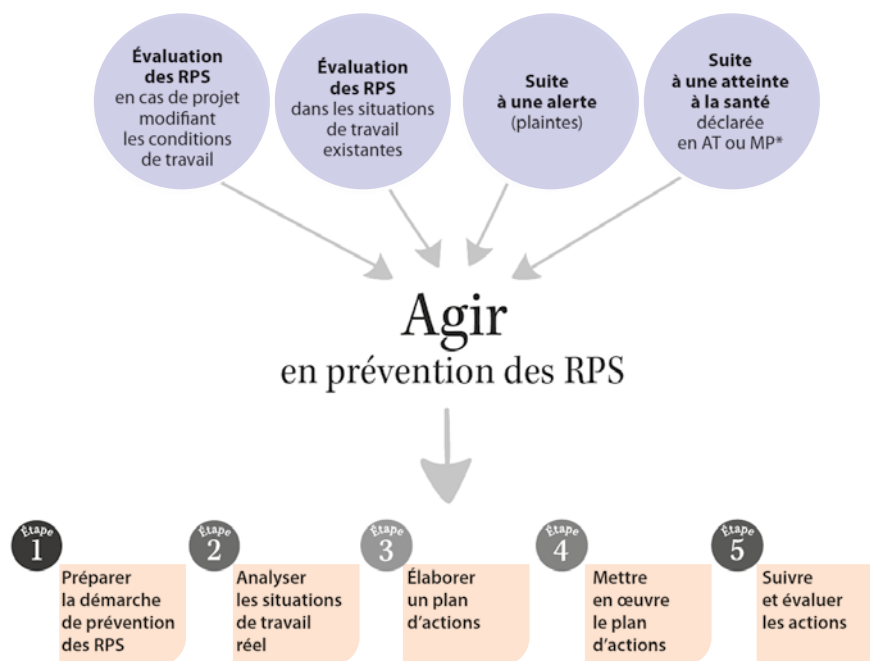 Évaluation
des RPS
en cas de projet
modifiant
les conditions
de travail
Évaluation
des RPS
dans les situations
de travail
existantes
Suite
à une alerte
(plaintes)
Suite
à une atteinte
à la santé
déclarée
en AT ou MP*
Agir
en prévention des RPS
Étape
1
Préparer
la démarche
de prévention
des RPS
Étape
2
Analyser
les situations
de travail
réel
Étape
3
Élaborer
un plan
d'actions
Étape
4
Mettre
en œuvre
le plan
d'actions
Étape
5
Suivre
et évaluer
les actions